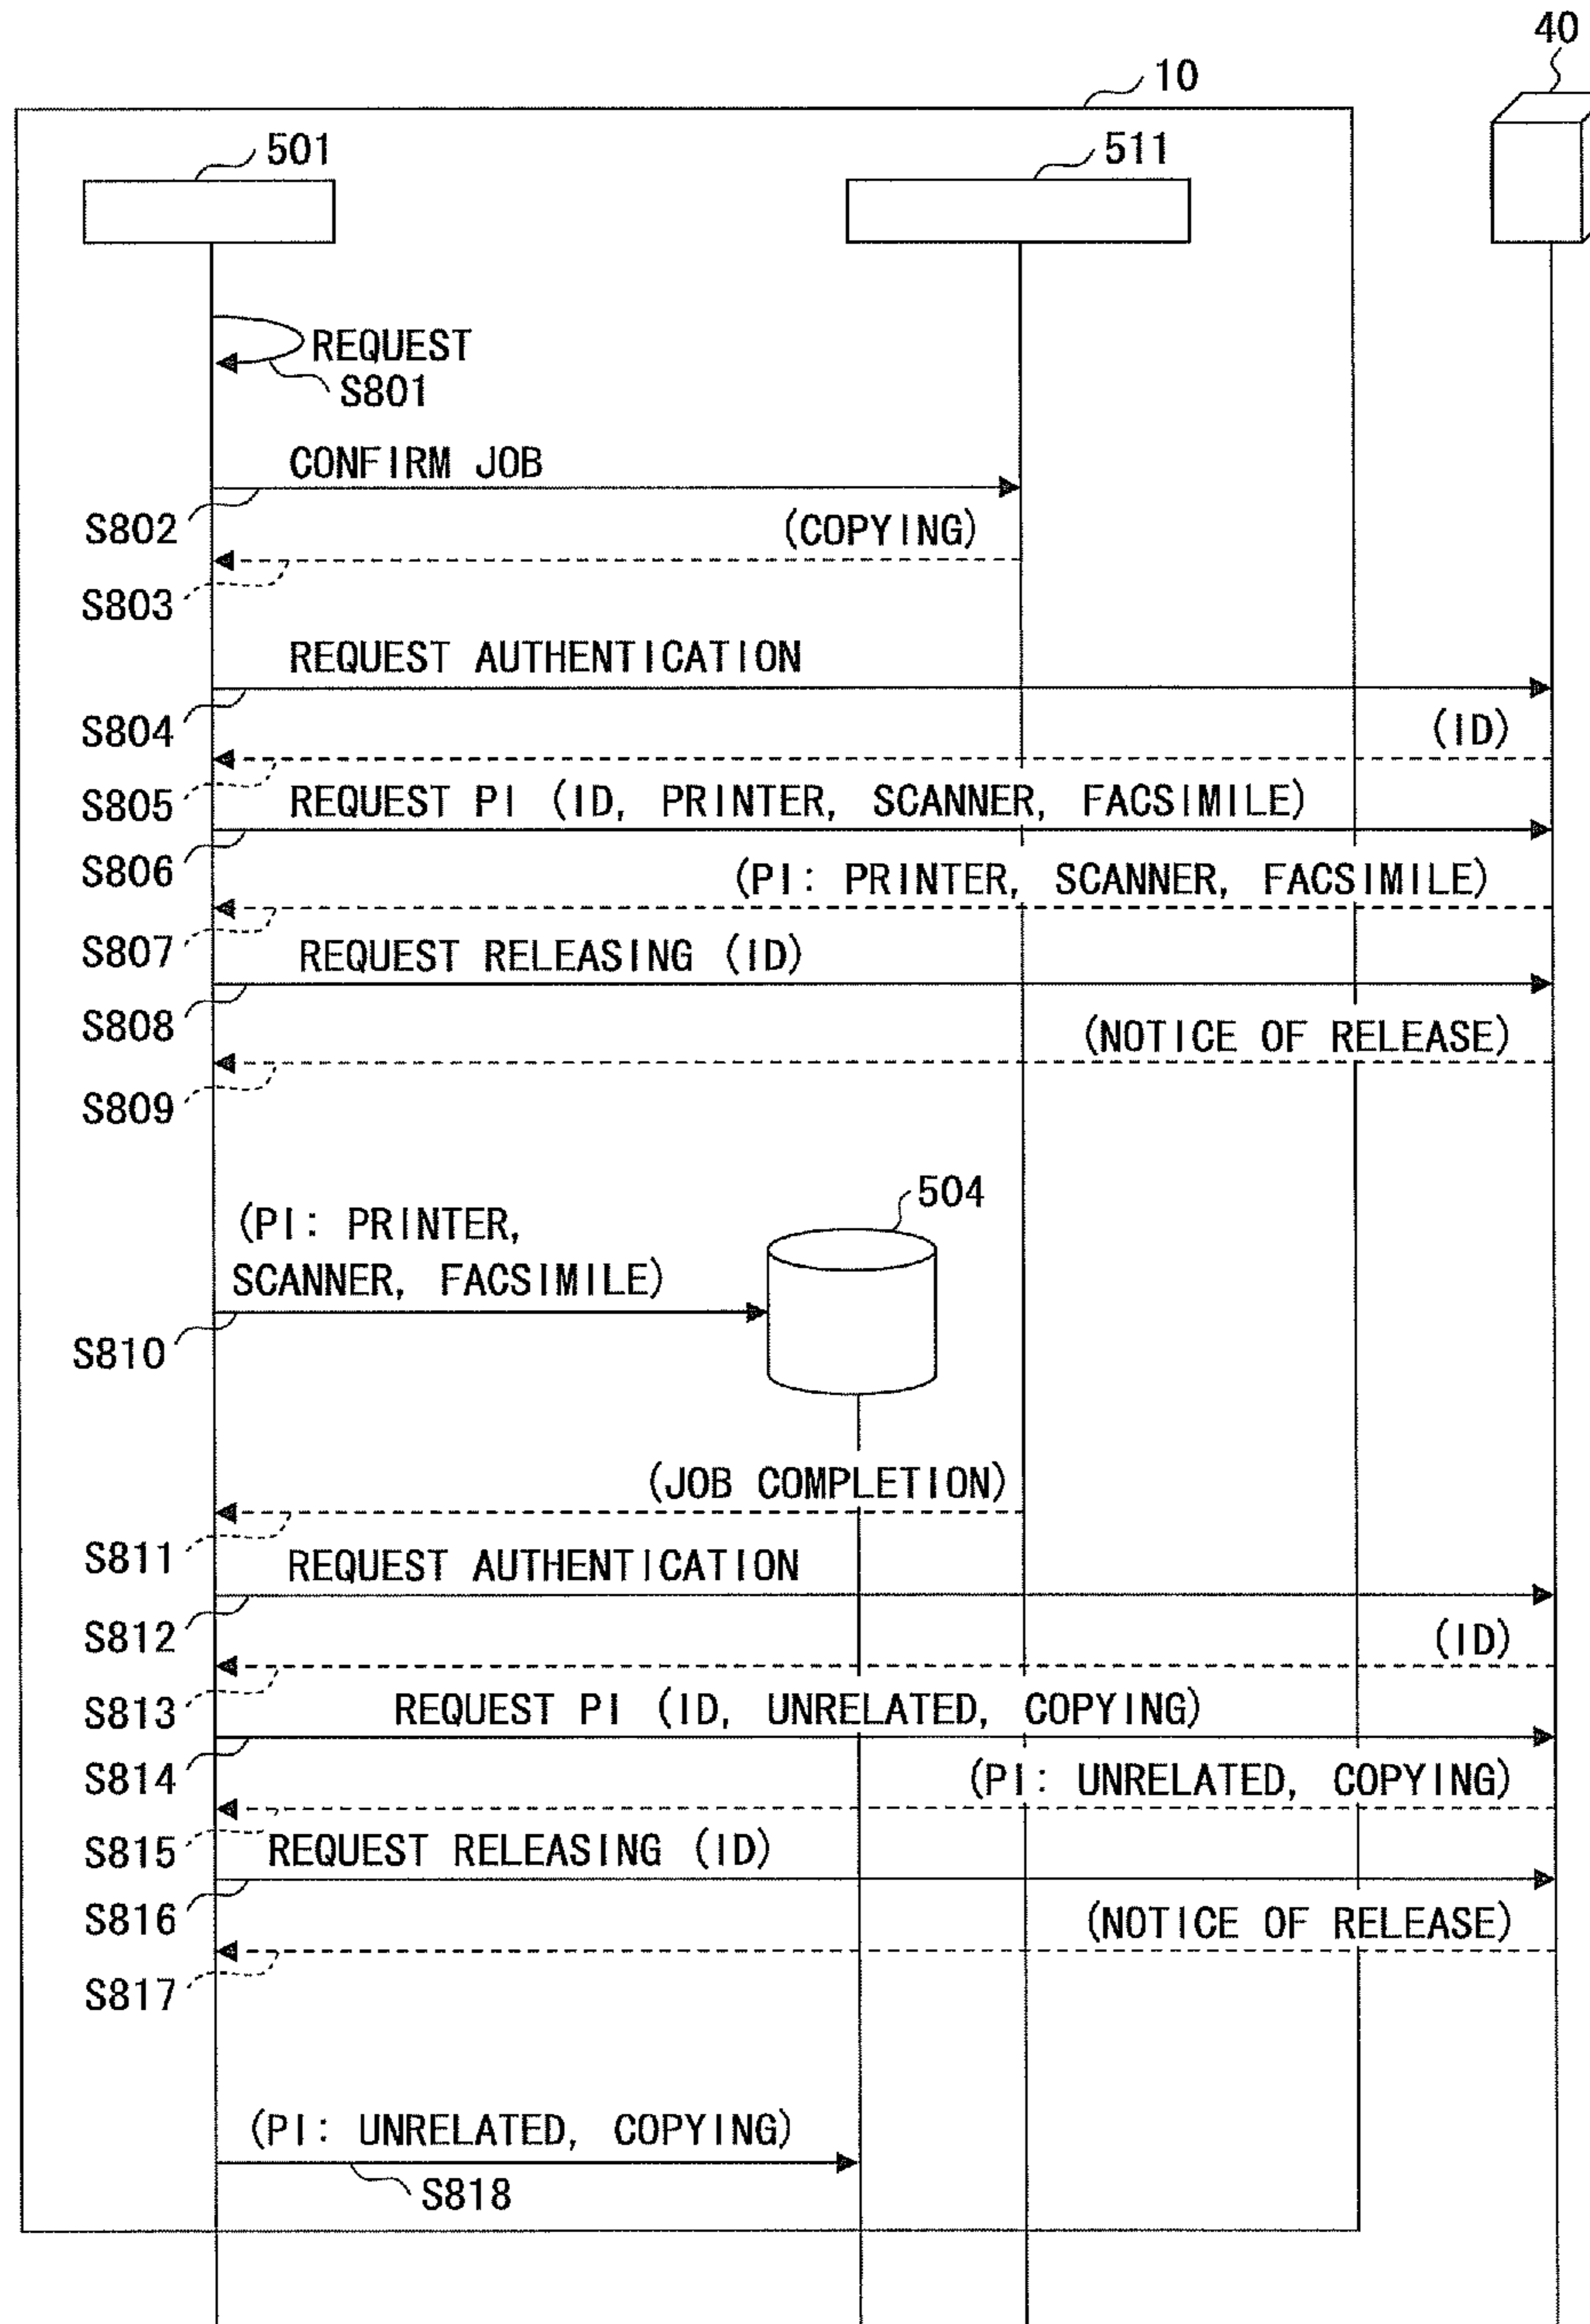 40
10
501
511
REQUEST
S801
CONFIRM JOB
S802
(COPYING)
S803
REQUEST AUTHENTICATION
S804
(ID)
S805
REQUEST PI (ID, PRINTER, SCANNER, FACSIMILE)
S806
(PI: PRINTER, SCANNER, FACSIMILE)
S807
REQUEST RELEASING (ID)
S808
(NOTICE OF RELEASE)
S809
504
(PI: PRINTER,
SCANNER, FACSIMILE)
S810
(JOB COMPLETION)
S811
REQUEST AUTHENTICATION
S812
(ID)
S813
REQUEST PI (ID, UNRELATED, COPYING)
S814
(PI: UNRELATED, COPYING)
S815
REQUEST RELEASING (ID)
S816
(NOTICE OF RELEASE)
S817
(PI: UNRELATED, COPYING)
S818